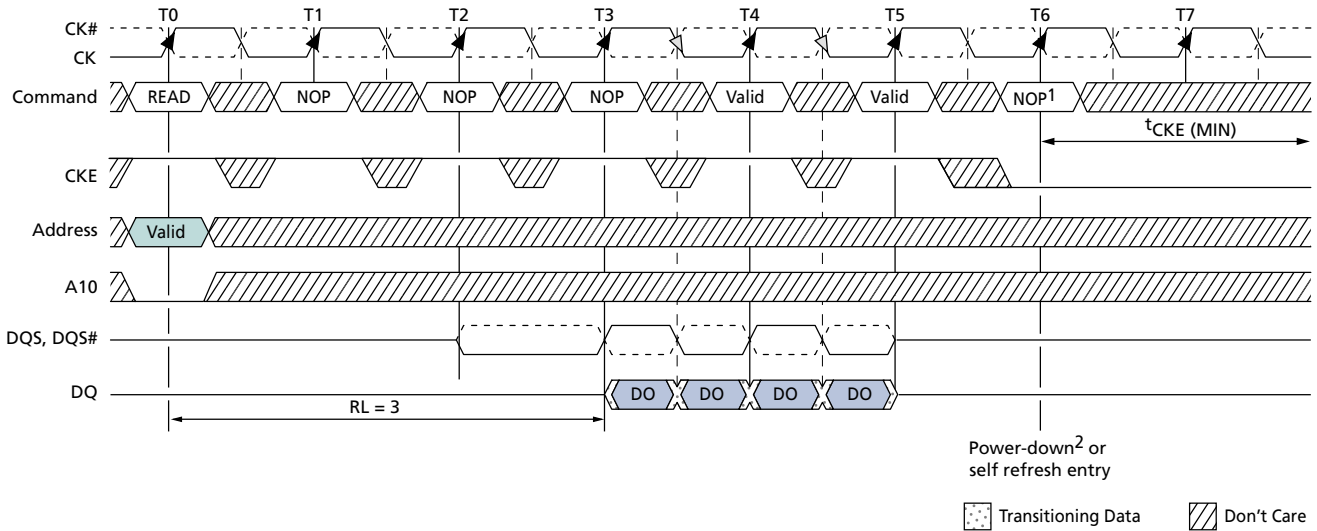 T0 T1 T2 T3 T4 T5 T6 T7
CK#
CK
Command READ NOP NOP NOP Valid Valid NOP1
tCKE (MIN)
CKE
Address Valid
A10
DQS, DQS#
DQ DO DO DO DO
RL = 3
Power-down2 or
self refresh entry
Transitioning Data Don't Care